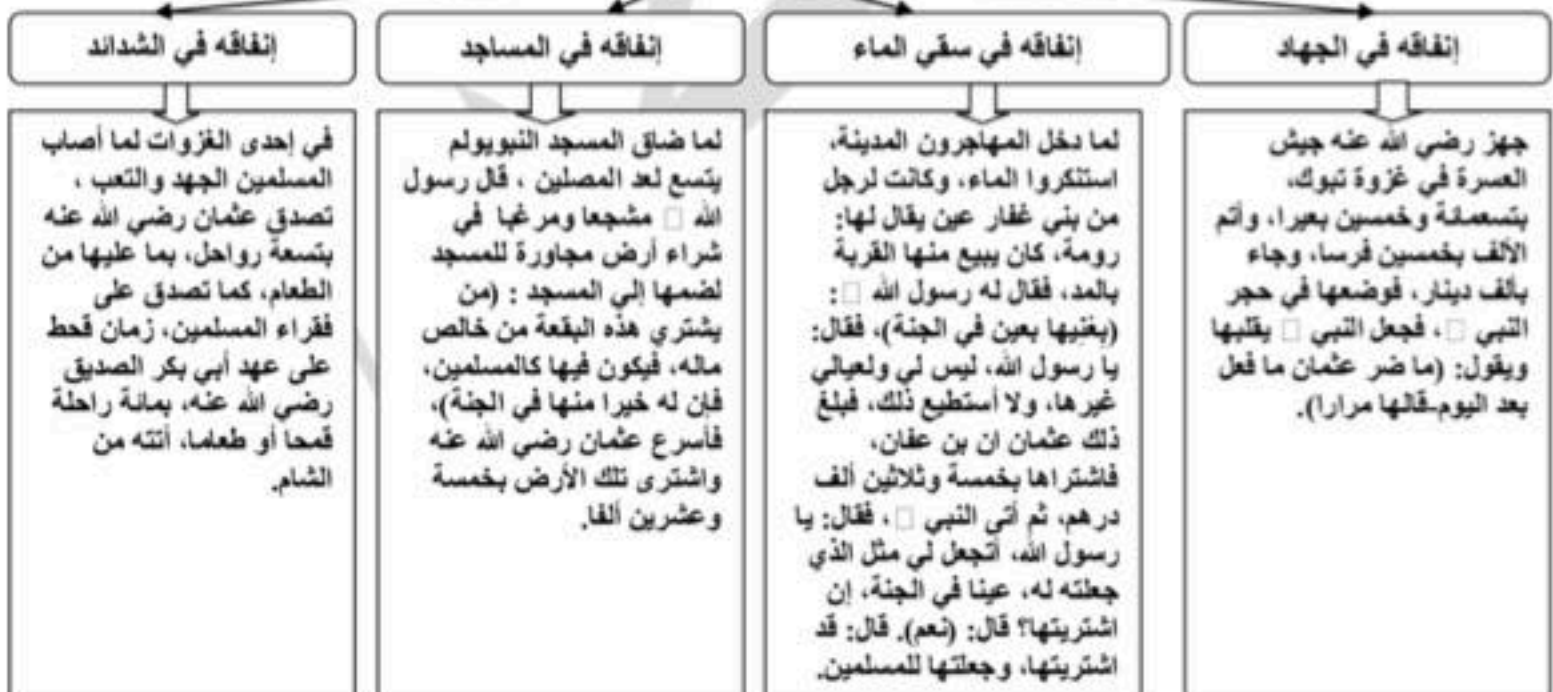 إنفاقه في الجهاد
جهز رضي الله عنه جيش
العسرة في غزوة تبوك،
بتسعمائة وخمسين بعيرا، وأتم
الألف بخمسين فرسا، وجاء
بألف دينار، فوضعها في حجر
النبي □، فجعل النبي □ يقلبها
ويقول: (ما ضر عثمان ما فعل
بعد اليوم-قالها مرارا).
إنفاقه في سقي الماء
لما دخل المهاجرون المدينة،
استنكروا الماء، وكانت لرجل
من بني غفار عين يقال لها:
رومة، كان يبيع منها القربة
بالمد، فقال له رسول الله □:
(بغنيها بعين في الجنة)، فقال:
يا رسول الله، ليس لي ولعيالي
غيرها، ولا أستطيع ذلك، فبلغ
ذلك عثمان ان بن عفان،
فاشتراها بخمسة وثلاثين ألف
درهم، ثم أتى النبي □، فقال: يا
رسول الله، أتجعل لي مثل الذي
جعلته له، عينا في الجنة، إن
اشتريتها؟ قال: (نعم). قال: قد
اشتريتها، وجعلتها للمسلمين.
إنفاقه في المساجد
لما ضاق المسجد النبويولم
يتسع لعد المصلين ، قال رسول
الله □ مشجعا ومرغبا في
شراء أرض مجاورة للمسجد
لضمها إلي المسجد : (من
يشتري هذه البقعة من خالص
ماله، فيكون فيها كالمسلمين،
فإن له خيرا منها في الجنة)،
فأسرع عثمان رضي الله عنه
واشترى تلك الأرض بخمسة
وعشرين ألفا.
إنفاقه في الشدائد
في إحدى الغزوات لما أصاب
المسلمين الجهد والتعب ،
تصدق عثمان رضي الله عنه
بتسعة رواحل، بما عليها من
الطعام، كما تصدق على
فقراء المسلمين، زمان قحط
على عهد أبي بكر الصديق
رضي الله عنه، بمائة راحلة
قمحا أو طعاما، أتته من
الشام.